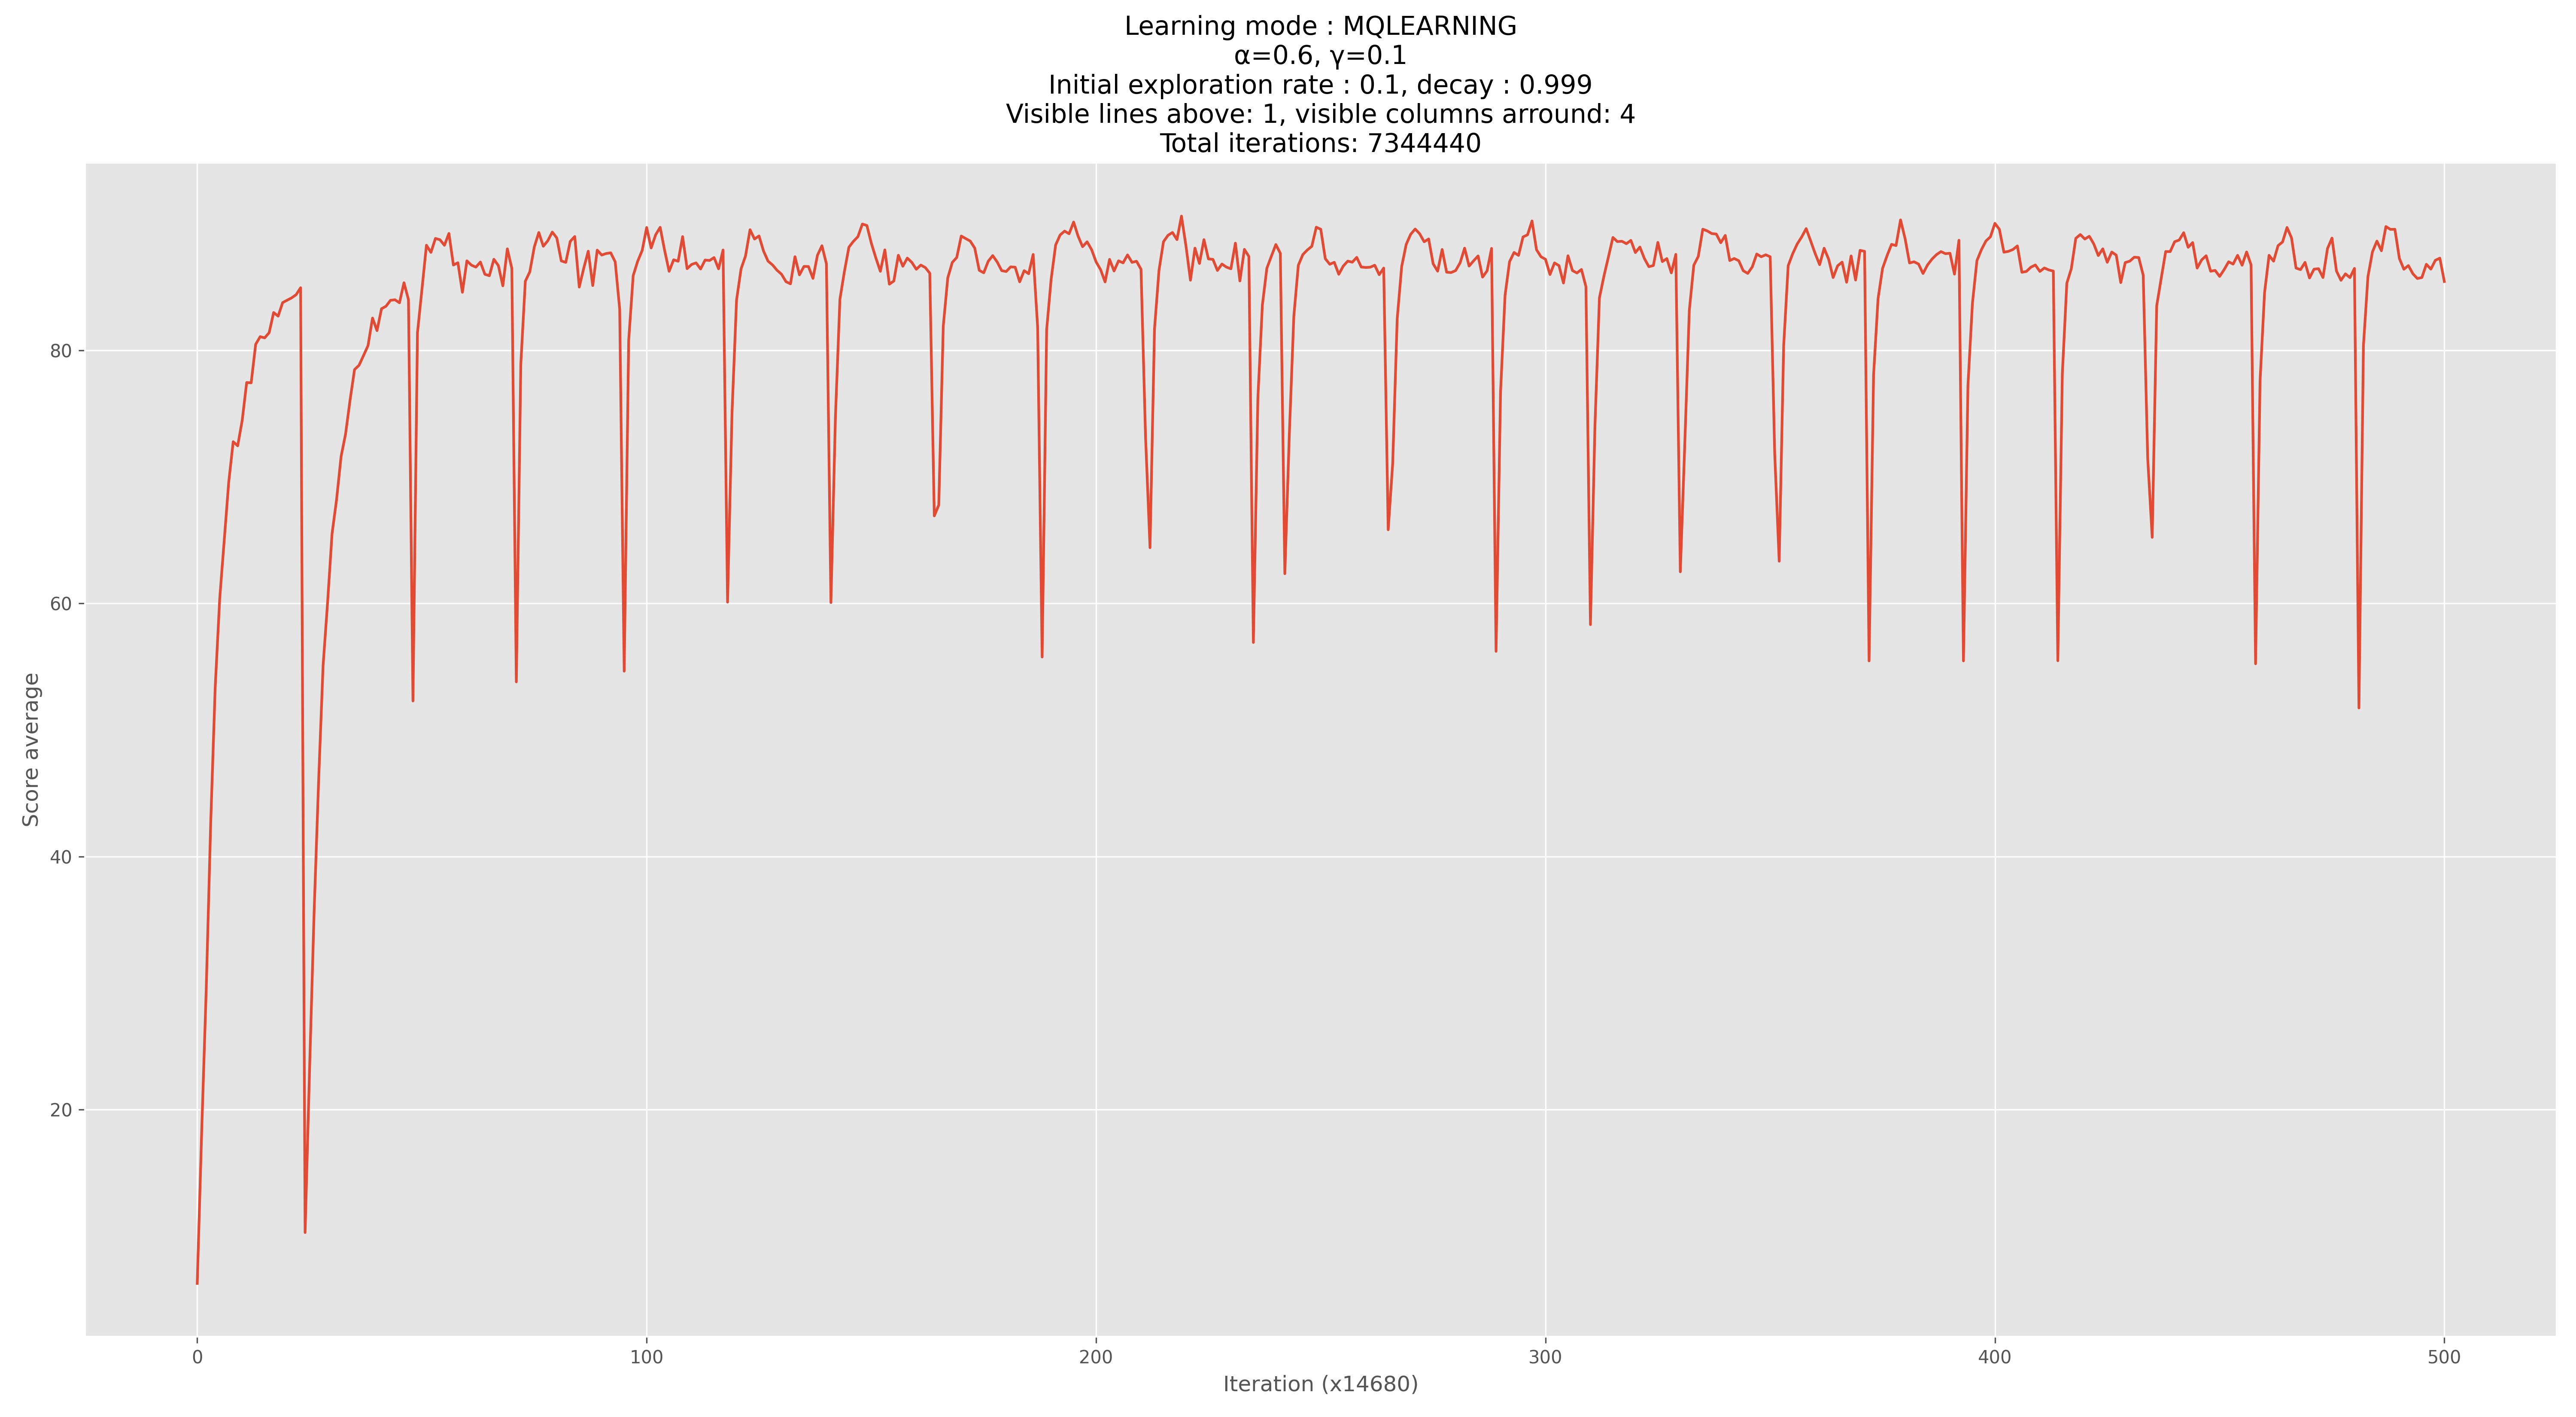 Learning mode : MQLEARNING
α=0.6, γ=0.1
Initial exploration rate : 0.1, decay : 0.999
Visible lines above: 1, visible columns arround: 4
Total iterations: 7344440
80
60
40
20
Score average
0
100
200
300
400
500
Iteration (x14680)